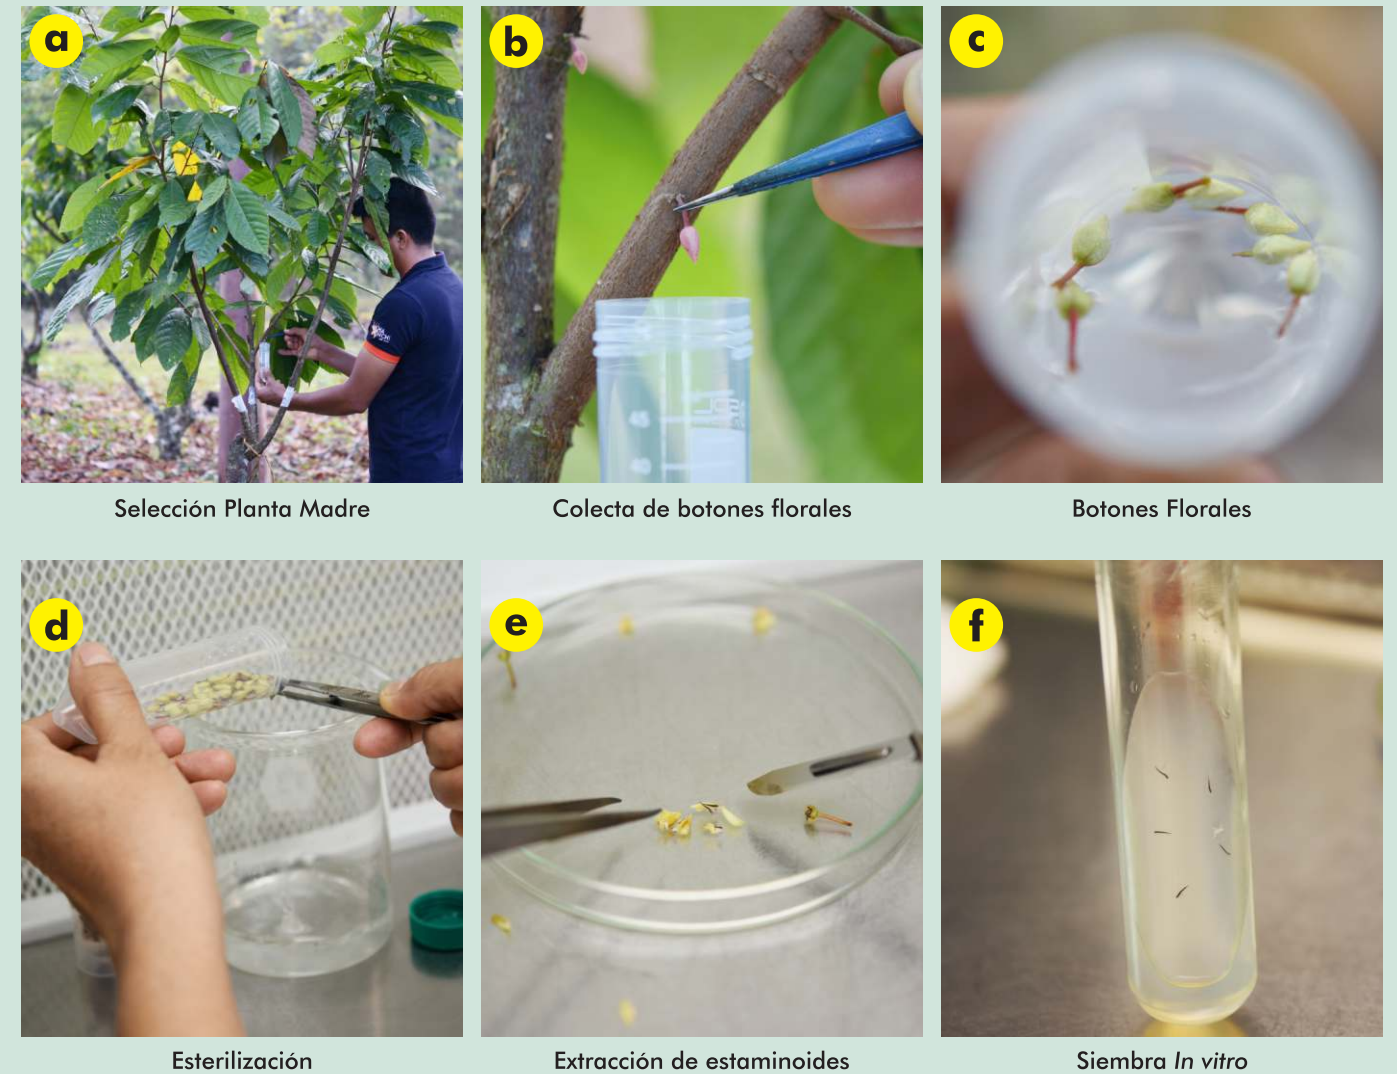 a
b
c
Selección Planta Madre
Colecta de botones florales
Botones Florales
d
e
f
Esterilización
Extracción de estaminoides
Siembra In vitro